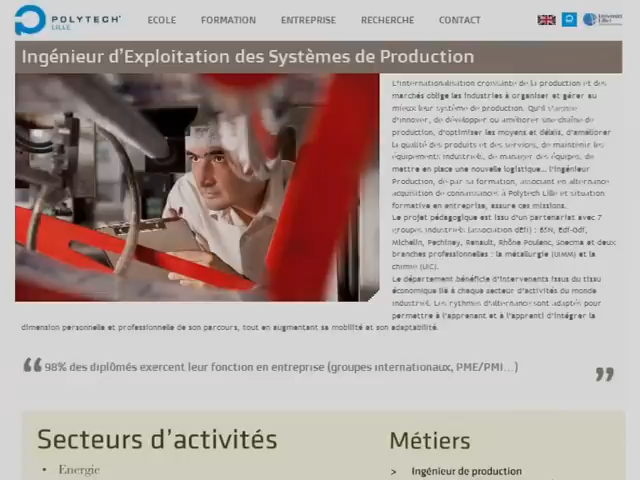 POLYTECH
LILLE
ECOLE FORMATION ENTREPRISE RECHERCHE CONTACT
Ingénieur d'Exploitation des Systèmes de Production
L'internationalisation croissante de la production et des
marchés oblige les industries à organiser et gérer au
mieux leur système de production. Qu'il s'agisse
d'innover, de développer ou améliorer une chaîne de
production, d'optimiser les moyens et délais, d'améliorer
la qualité des produits et des services, de maintenir les
équipements industriels, de manager des équipes, de
mettre en place une nouvelle logistique... l'Ingénieur
Production, de par sa formation, associant en alternance
acquisition de connaissances à Polytech Lille et situation
formative en entreprise, assure ces missions.
Le projet pédagogique est issu d'un partenariat avec 7
groupes industriels (association dEfi) : BSN, Edf-Gdf,
Michelin, Pechiney, Renault, Rhône Poulenc, Snecma et deux
branches professionnelles : la métallurgie (UIMM) et la
chimie (UIC).
Le département bénéficie d'intervenants issus du tissu
économique lié à chaque secteur d'activités du monde
industriel. Les rythmes d'alternance sont adaptés pour
permettre à l'apprenant et à l'apprenti d'intégrer la
dimension personnelle et professionnelle de son parcours, tout en augmentant sa mobilité et son adaptabilité.
“ 98% des diplômés exercent leur fonction en entreprise (groupes internationaux, PME/PMI...) ”
Secteurs d'activités
• Energie
Métiers
> Ingénieur de production